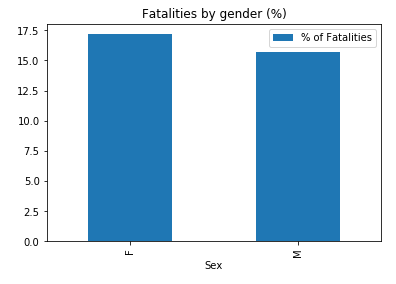 Fatalities by gender (%)
% of Fatalities
17.5
15.0
12.5
10.0
7.5
5.0
2.5
0.0
F
M
Sex